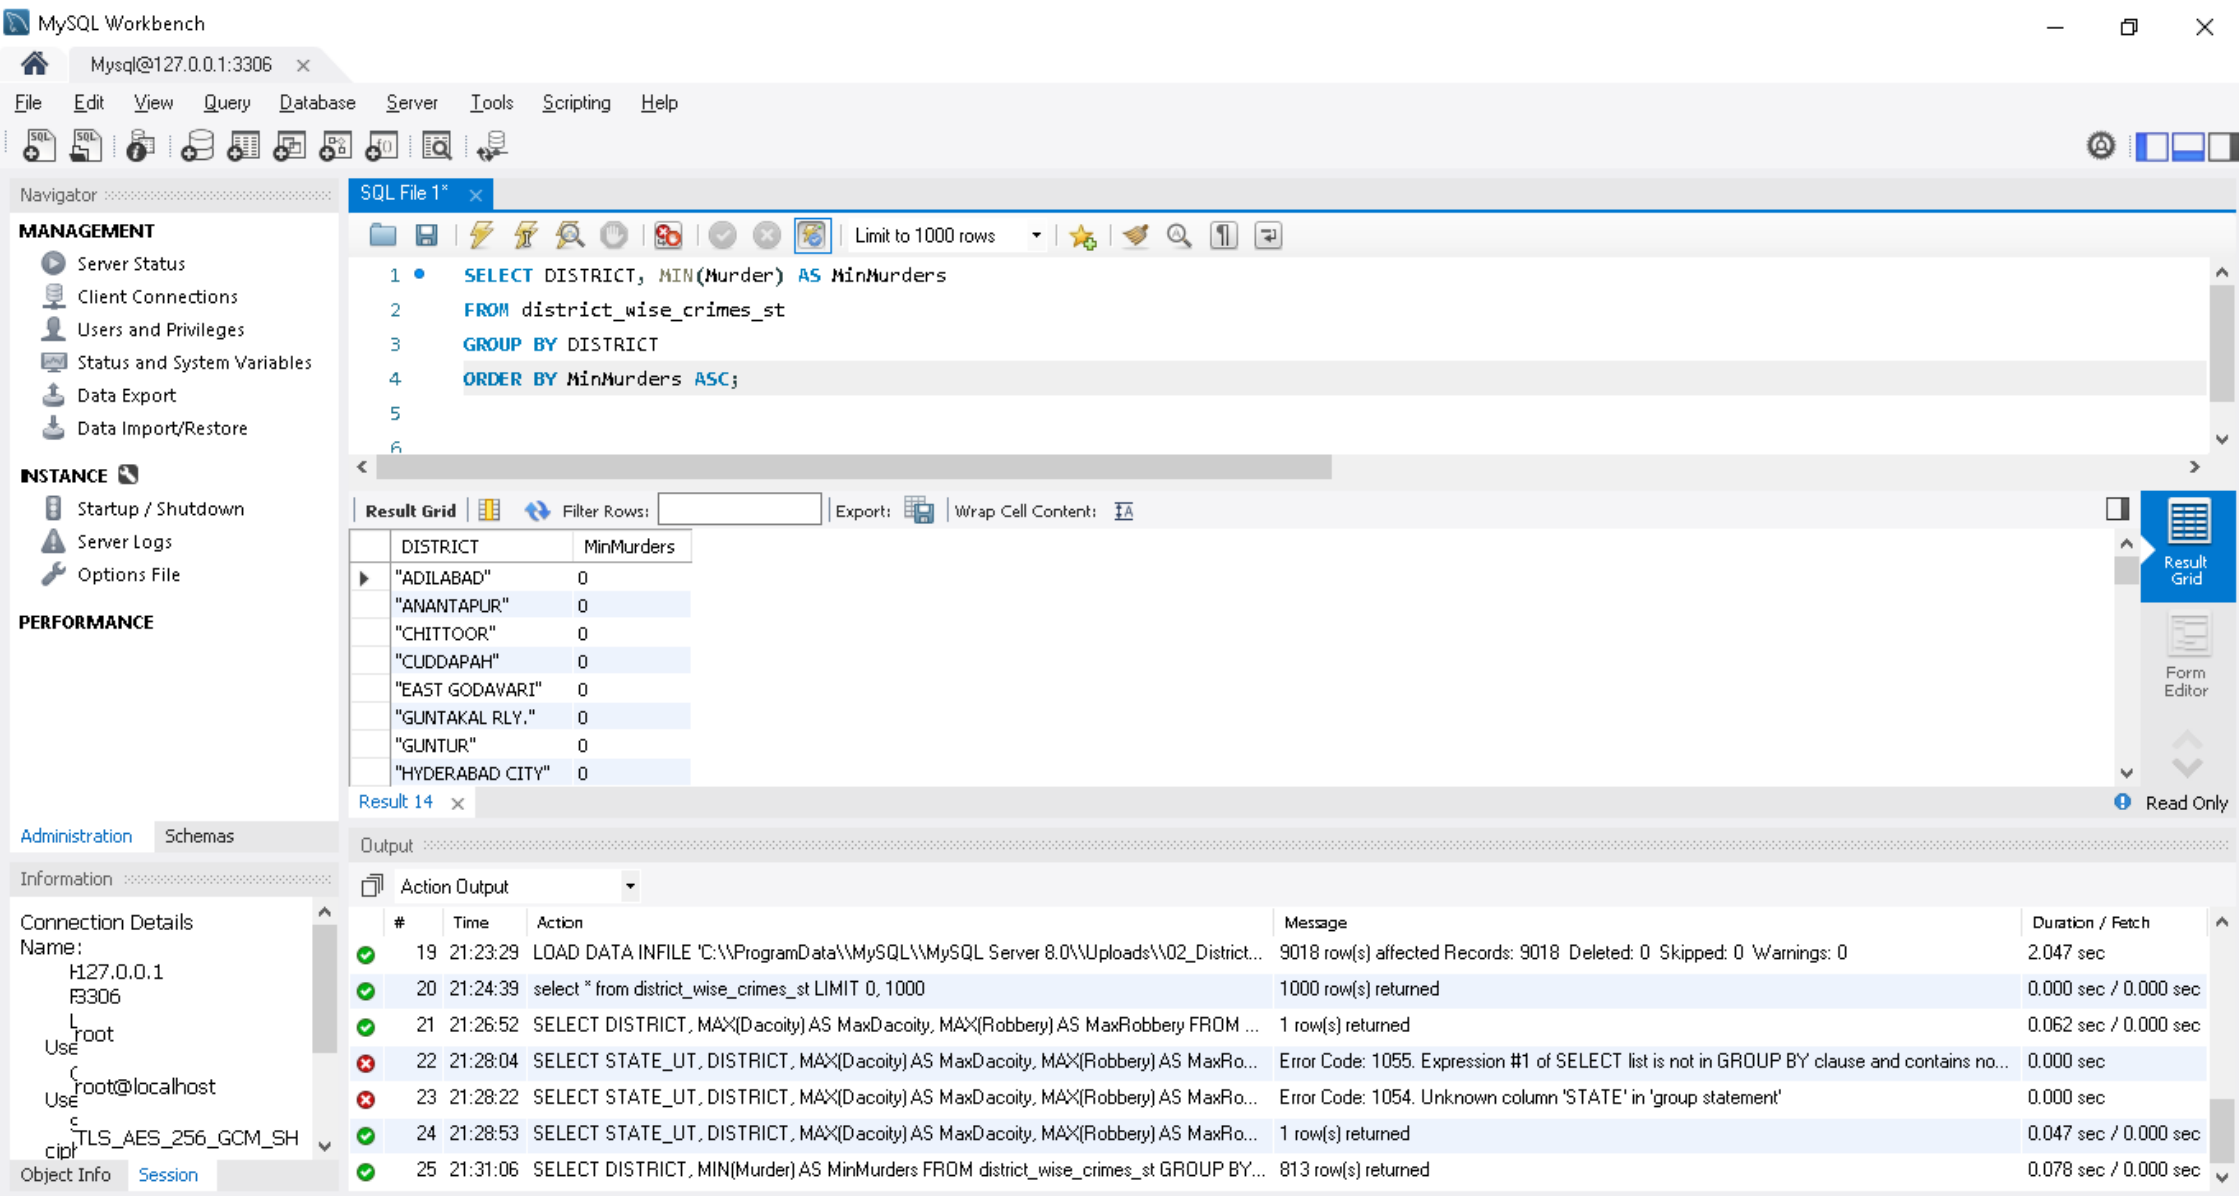 MySQL Workbench
Mysql@127.0.0.1:3306
File Edit View Query Database Server Tools Scripting Help
Navigator
MANAGEMENT
Server Status
Client Connections
Users and Privileges
Status and System Variables
Data Export
Data Import/Restore
INSTANCE
Startup / Shutdown
Server Logs
Options File
PERFORMANCE
Administration Schemas
Information
Connection Details
Name:
127.0.0.1
3306
root
Use
root@localhost
Use
TLS_AES_256_GCM_SH
ciph
Object Info Session
SQL File 1*
Limit to 1000 rows
1 SELECT DISTRICT, MIN(Murder) AS MinMurders
2 FROM district_wise_crimes_st
3 GROUP BY DISTRICT
4 ORDER BY MinMurders ASC;
5
6
Result Grid Filter Rows: Export: Wrap Cell Content:
DISTRICT MinMurders
"ADILABAD" 0
"ANANTAPUR" 0
"CHITTOOR" 0
"CUDDAPAH" 0
"EAST GODAVARI" 0
"GUNTAKAL RLY." 0
"GUNTUR" 0
"HYDERABAD CITY" 0
Result Grid
Form Editor
Result 14
Read Only
Output
Action Output
# Time Action Message Duration / Fetch
19 21:23:29 LOAD DATA INFILE 'C:\\ProgramData\\MySQL\\MySQL Server 8.0\\Uploads\\02_District... 9018 row(s) affected Records: 9018 Deleted: 0 Skipped: 0 Warnings: 0 2.047 sec
20 21:24:39 select * from district_wise_crimes_st LIMIT 0, 1000 1000 row(s) returned 0.000 sec / 0.000 sec
21 21:26:52 SELECT DISTRICT, MAX(Dacoity) AS MaxDacoity, MAX(Robbery) AS MaxRobbery FROM ... 1 row(s) returned 0.062 sec / 0.000 sec
22 21:28:04 SELECT STATE_UT, DISTRICT, MAX(Dacoity) AS MaxDacoity, MAX(Robbery) AS MaxRo... Error Code: 1055. Expression #1 of SELECT list is not in GROUP BY clause and contains no... 0.000 sec
23 21:28:22 SELECT STATE_UT, DISTRICT, MAX(Dacoity) AS MaxDacoity, MAX(Robbery) AS MaxRo... Error Code: 1054. Unknown column 'STATE' in 'group statement' 0.000 sec
24 21:28:53 SELECT STATE_UT, DISTRICT, MAX(Dacoity) AS MaxDacoity, MAX(Robbery) AS MaxRo... 1 row(s) returned 0.047 sec / 0.000 sec
25 21:31:06 SELECT DISTRICT, MIN(Murder) AS MinMurders FROM district_wise_crimes_st GROUP BY... 813 row(s) returned 0.078 sec / 0.000 sec